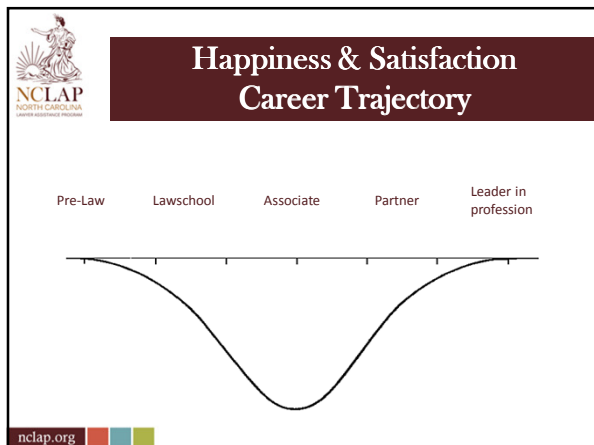 Happiness & Satisfaction
Career Trajectory
NCLAP
NORTH CAROLINA
LAWYER ASSISTANCE PROGRAM
Pre-Law
Lawschool
Associate
Partner
Leader in
profession
nclap.org